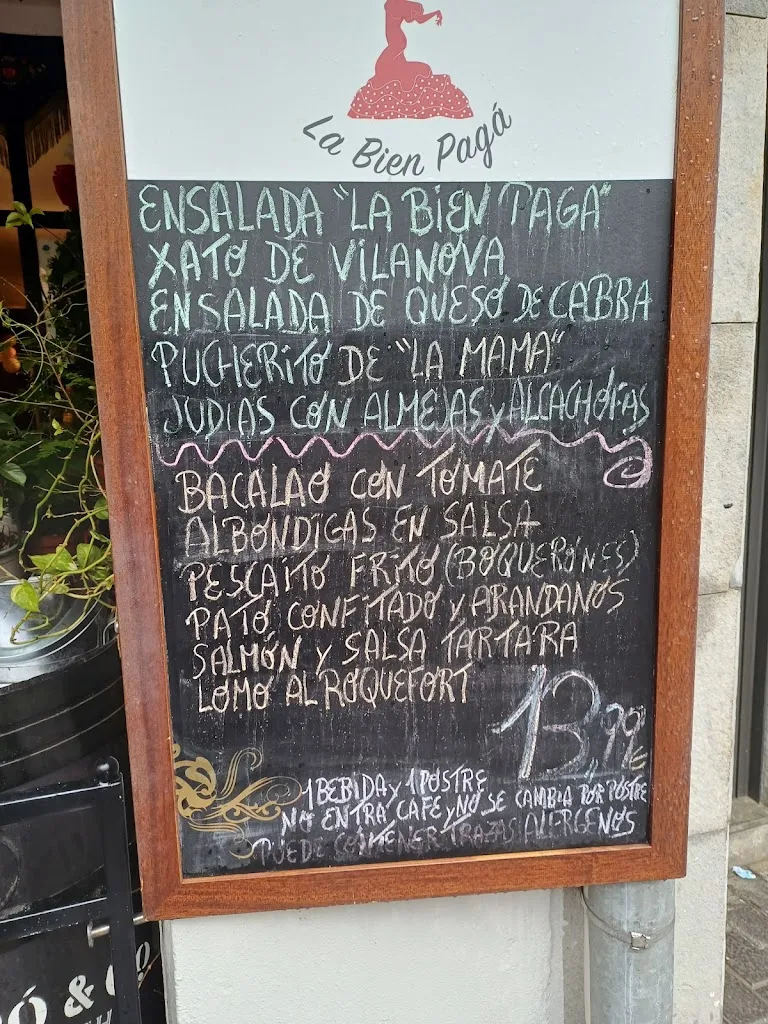 La Bien Pagá
ENSALADA "LA BiEN PAGA"
XATO DE VILANOVA
ENSALADA DE QUESO DE CABRA
PUCHERiTO DE "LA MAMA"
JUDIAS CON ALMEJAS y ALCACHOFAS
BACALAO CON TOMATE
ALBONDIGAS EN SALSA
PESCAITO FRITO (BOQUERONES)
PATO CONFITADO y ARANDANOS
SALMÓN y SALSA TÁRTARA
LOMO AL ROQUEFORT
13,99€
1 BEBIDA y 1 POSTRE
NO ENTRA CAFE y NO SE CAMBIA POR POSTRE
PUEDE CONTENER TRAZAS ALERGENOS
Ó &